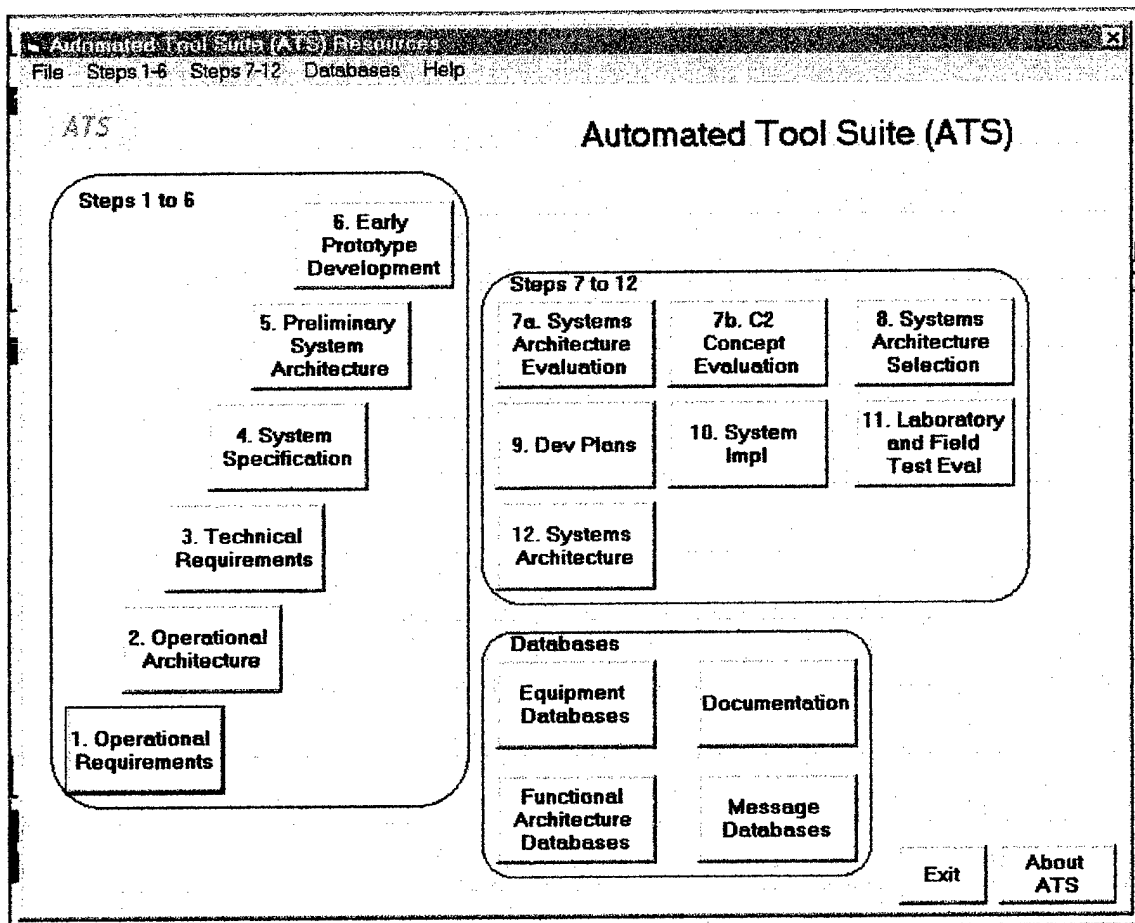 Automated Tool Suite (ATS) Resources
File Steps 1-6 Steps 7-12 Databases Help
ATS
Automated Tool Suite (ATS)
Steps 1 to 6
6. Early
Prototype
Development
5. Preliminary
System
Architecture
4. System
Specification
3. Technical
Requirements
2. Operational
Architecture
1. Operational
Requirements
Steps 7 to 12
7a. Systems
Architecture
Evaluation
7b. C2
Concept
Evaluation
8. Systems
Architecture
Selection
9. Dev Plans
10. System
Impl
11. Laboratory
and Field
Test Eval
12. Systems
Architecture
Databases
Equipment
Databases
Documentation
Functional
Architecture
Databases
Message
Databases
Exit
About
ATS